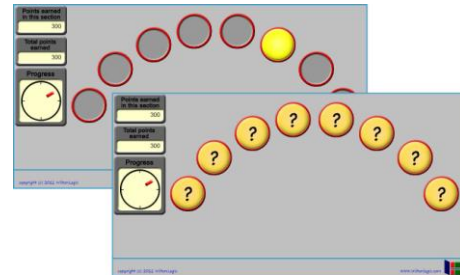 Points earned
in this section
300
Total points
earned
300
Progress
Points earned
in this section
300
Total points
earned
300
Progress
? ? ? ? ? ? ? ?